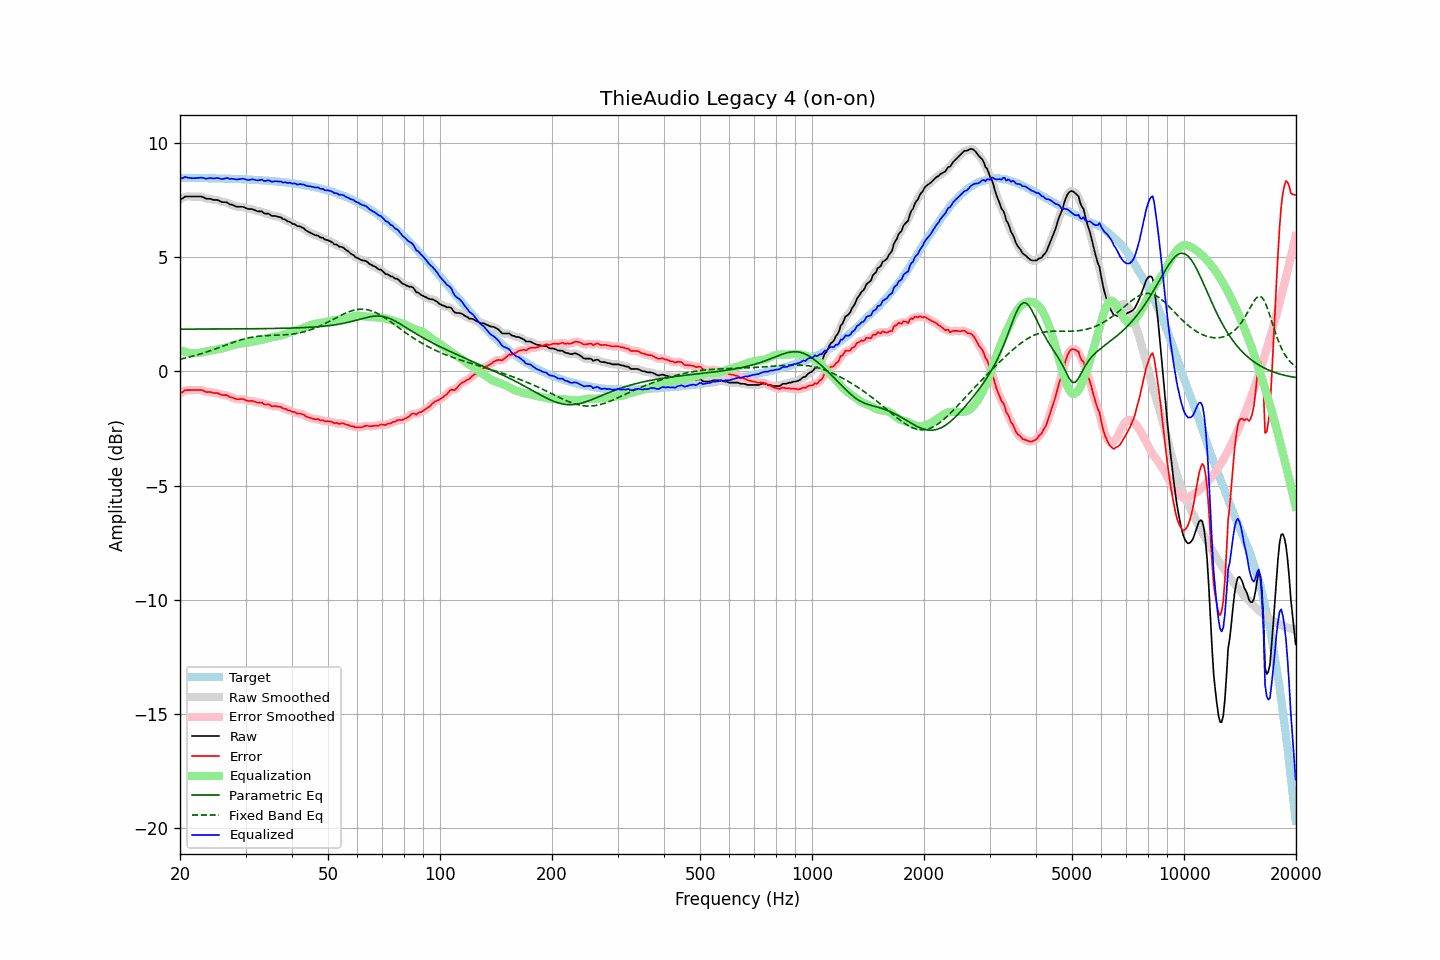 ThieAudio Legacy 4 (on-on)
10
5
0
−5
−10
−15
−20
Amplitude (dBr)
Target
Raw Smoothed
Error Smoothed
Raw
Error
Equalization
Parametric Eq
Fixed Band Eq
Equalized
20 50 100 200 500 1000 2000 5000 10000 20000
Frequency (Hz)